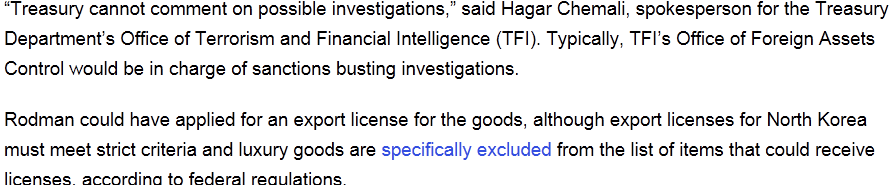 “Treasury cannot comment on possible investigations,” said Hagar Chemali, spokesperson for the Treasury
Department’s Office of Terrorism and Financial Intelligence (TFI). Typically, TFI’s Office of Foreign Assets
Control would be in charge of sanctions busting investigations.
Rodman could have applied for an export license for the goods, although export licenses for North Korea
must meet strict criteria and luxury goods are specifically excluded from the list of items that could receive
licenses, according to federal regulations.